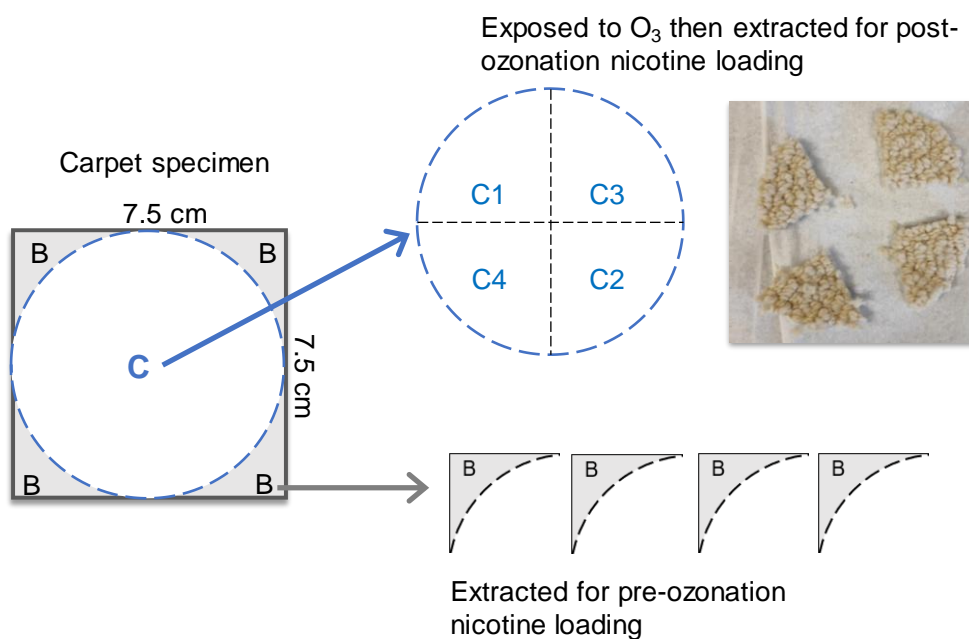 Exposed to O₃ then extracted for post-
ozonation nicotine loading
Carpet specimen
7.5 cm
B
B
C
7.5 cm
B
B
C1
C3
C4
C2
B
B
B
B
Extracted for pre-ozonation
nicotine loading